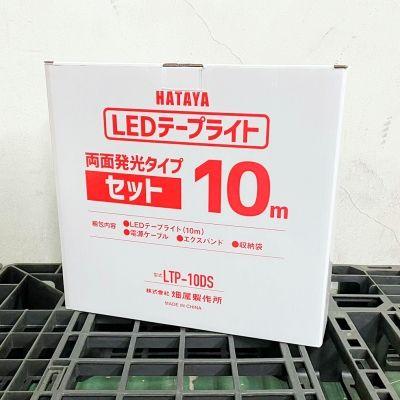 HATAYA
LEDテープライト
両面発光タイプ
セット 10m
梱包内容 ●LEDテープライト(10m)
●電源ケーブル ●エクスバンド ●収納袋
型式 LTP-10DS
株式会社 畑屋製作所
MADE IN CHINA